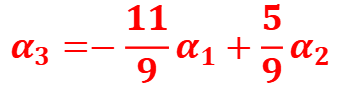 α₃ = − 11/9 α₁ + 5/9 α₂